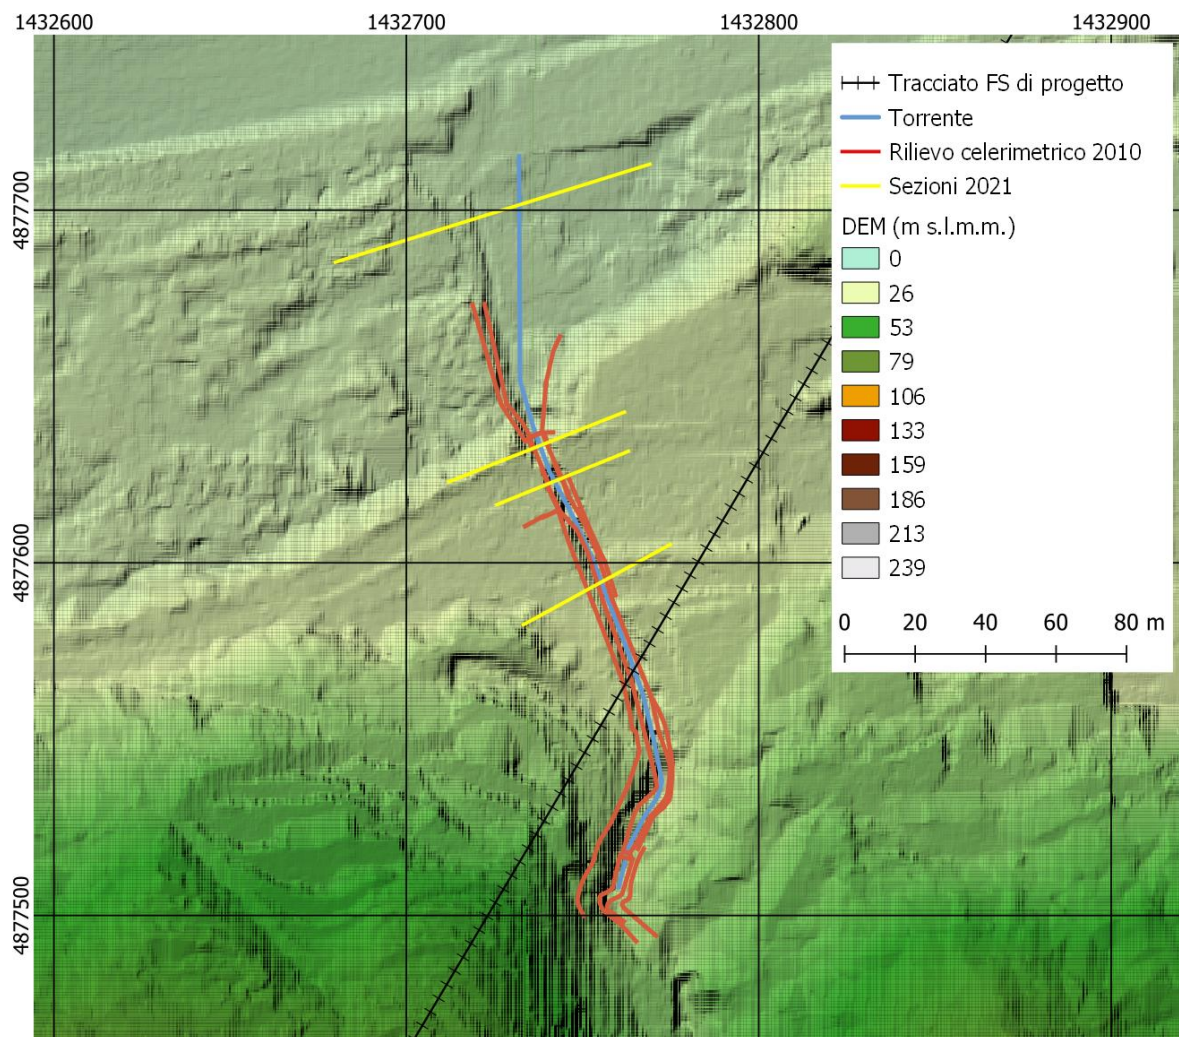 1432600 1432700 1432800 1432900
Tracciato FS di progetto
Torrente
Rilievo celerimetrico 2010
Sezioni 2021
DEM (m s.l.m.m.)
0
26
53
79
106
133
159
186
213
239
0 20 40 60 80 m
4877700
4877600
4877500